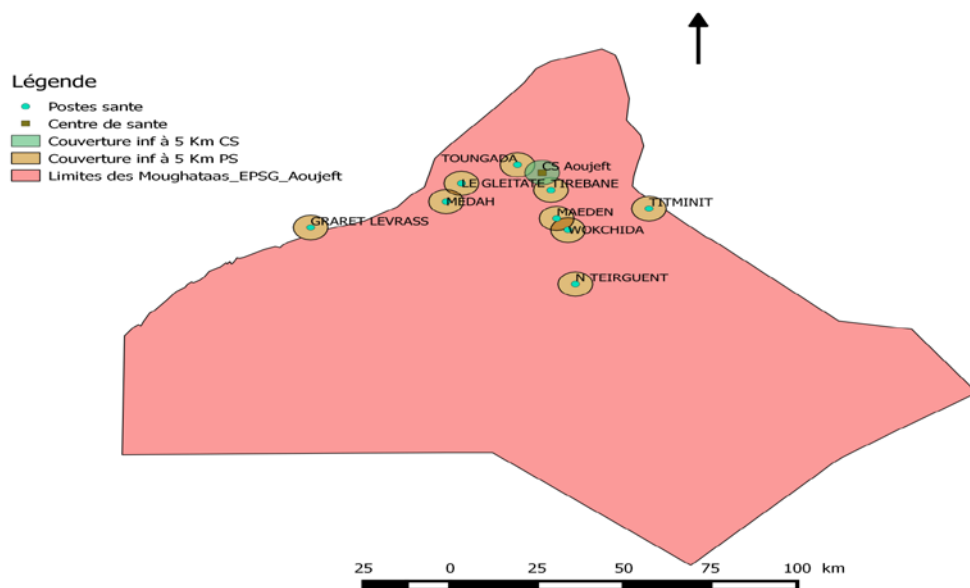 Légende
Postes sante
Centre de sante
Couverture inf à 5 Km CS
Couverture inf à 5 Km PS
Limites des Moughataas_EPSG_Aoujeft
TOUNGADA
CS Aoujeft
LE GLEITATE
TIREBANE
MEDAH
TITMINIT
MAEDEN
GRARET LEVRASS
WOKCHIDA
N TEIRGUENT
25 0 25 50 75 100 km